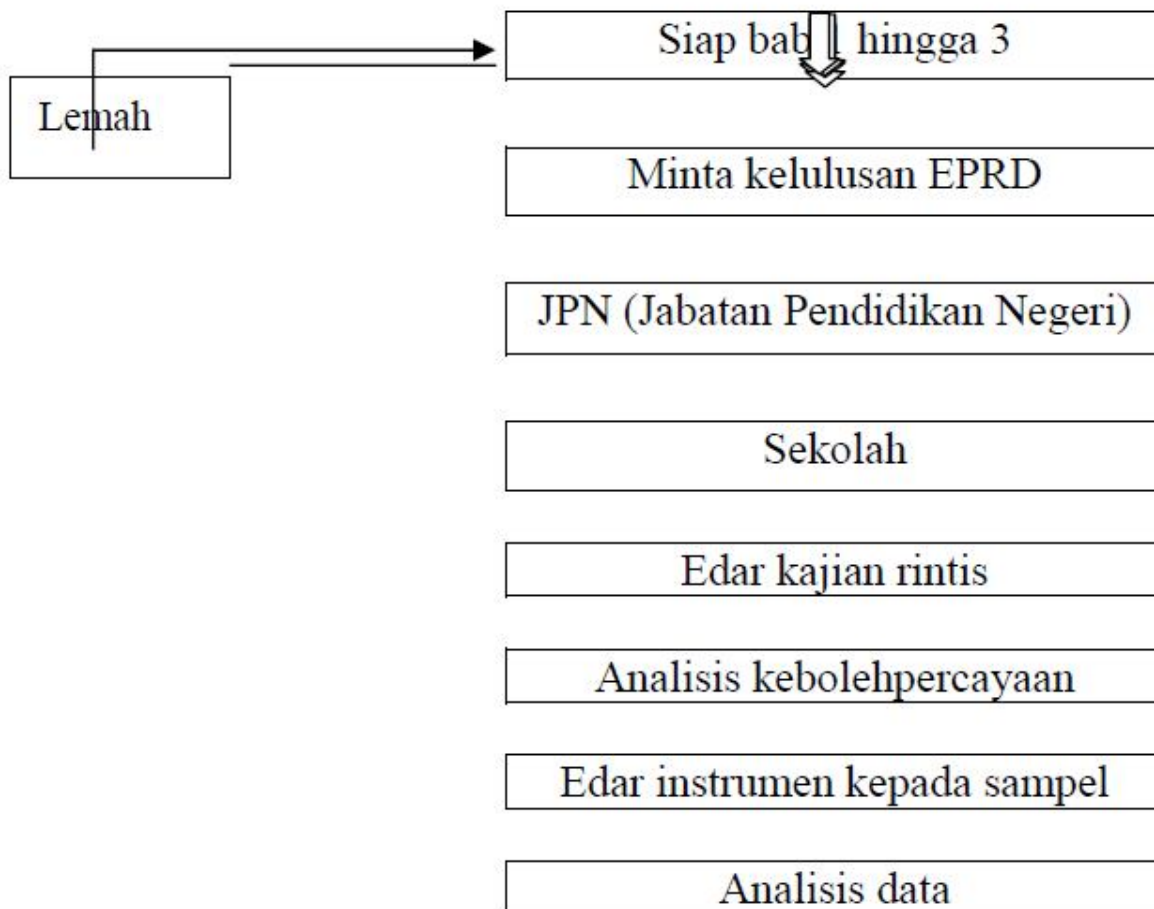 Siap bab 1 hingga 3
Lemah
Minta kelulusan EPRD
JPN (Jabatan Pendidikan Negeri)
Sekolah
Edar kajian rintis
Analisis kebolehpercayaan
Edar instrumen kepada sampel
Analisis data